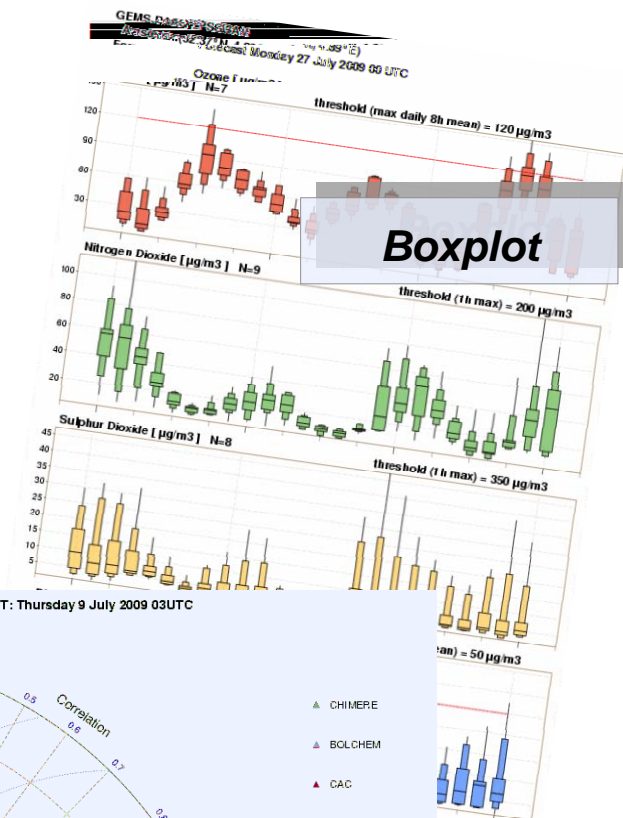 GEMS
Forecast Monday 27 July 2009 00 UTC
Ozone [ µg/m3 ] N=7
threshold (max daily 8h mean) = 120 µg/m3
120
90
60
30
Boxplot
Nitrogen Dioxide [ µg/m3 ] N=9
threshold (1h max) = 200 µg/m3
100
80
60
40
20
Sulphur Dioxide [ µg/m3 ] N=8
threshold (1h max) = 350 µg/m3
45
40
35
30
25
20
15
10
5
= 50 µg/m3
T: Thursday 9 July 2009 03UTC
Correlation
0.5
0.6
0.7
CHIMERE
BOLCHEM
CAC